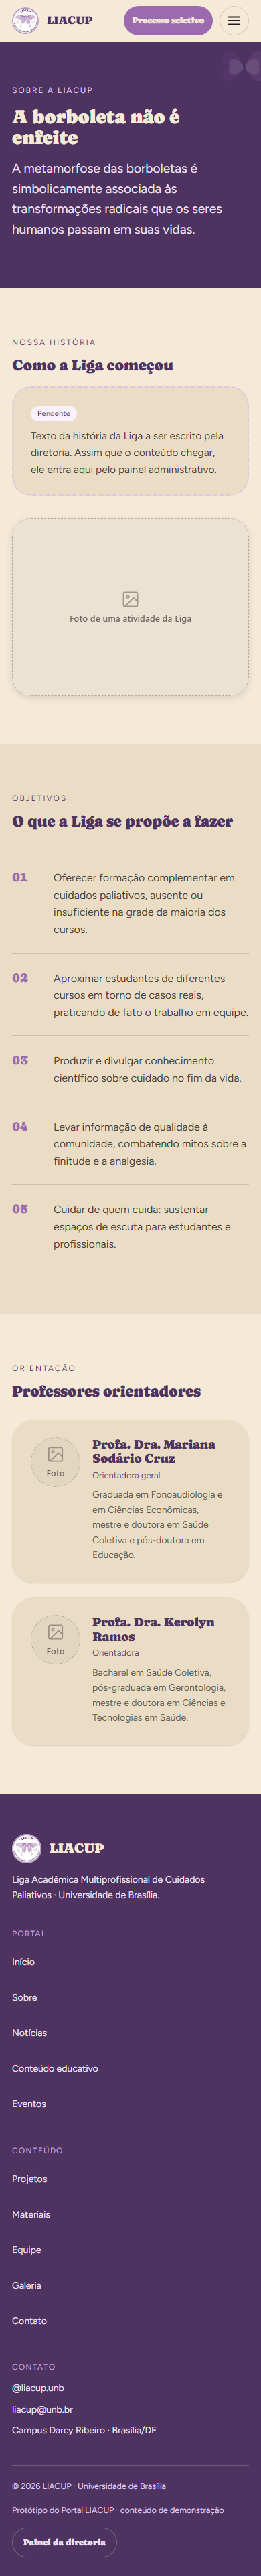 LIACUP
Processo seletivo
SOBRE A LIACUP
A borboleta não é
enfeite
A metamorfose das borboletas é
simbolicamente associada às
transformações radicais que os seres
humanos passam em suas vidas.
NOSSA HISTÓRIA
Como a Liga começou
Pendente
Texto da história da Liga a ser escrito pela
diretoria. Assim que o conteúdo chegar,
ele entra aqui pelo painel administrativo.
Foto de uma atividade da Liga
OBJETIVOS
O que a Liga se propõe a fazer
01
Oferecer formação complementar em
cuidados paliativos, ausente ou
insuficiente na grade da maioria dos
cursos.
02
Aproximar estudantes de diferentes
cursos em torno de casos reais,
praticando de fato o trabalho em equipe.
03
Produzir e divulgar conhecimento
científico sobre cuidado no fim da vida.
04
Levar informação de qualidade à
comunidade, combatendo mitos sobre a
finitude e a analgesia.
05
Cuidar de quem cuida: sustentar
espaços de escuta para estudantes e
profissionais.
ORIENTAÇÃO
Professores orientadores
Foto
Profa. Dra. Mariana
Sodário Cruz
Orientadora geral
Graduada em Fonoaudiologia e
em Ciências Econômicas,
mestre e doutora em Saúde
Coletiva e pós-doutora em
Educação.
Foto
Profa. Dra. Kerolyn
Ramos
Orientadora
Bacharel em Saúde Coletiva,
pós-graduada em Gerontologia,
mestre e doutora em Ciências e
Tecnologias em Saúde.
LIACUP
Liga Acadêmica Multiprofissional de Cuidados
Paliativos · Universidade de Brasília.
PORTAL
Início
Sobre
Notícias
Conteúdo educativo
Eventos
CONTEÚDO
Projetos
Materiais
Equipe
Galeria
Contato
CONTATO
@liacup.unb
liacup@unb.br
Campus Darcy Ribeiro · Brasília/DF
© 2026 LIACUP · Universidade de Brasília
Protótipo do Portal LIACUP · conteúdo de demonstração
Painel da diretoria